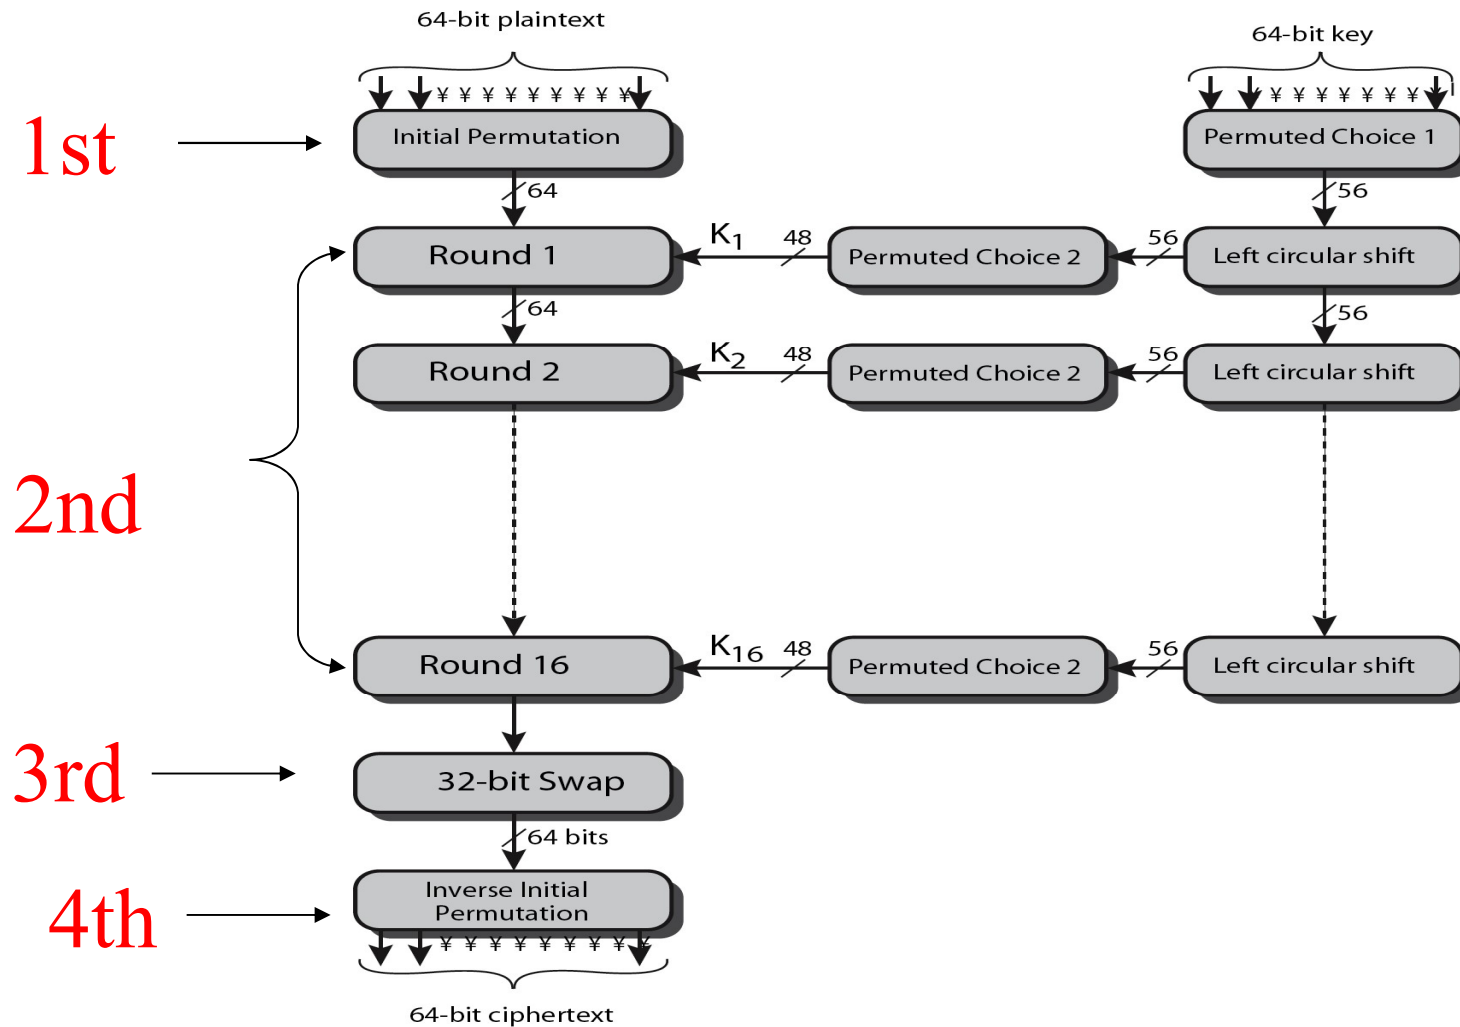 64-bit plaintext
64-bit key
¥ ¥ ¥ ¥ ¥ ¥ ¥ ¥ ¥
¥ ¥ ¥ ¥ ¥ ¥ ¥
1st
Initial Permutation
Permuted Choice 1
64
56
Round 1
K1
48
Permuted Choice 2
56
Left circular shift
64
56
Round 2
K2
48
Permuted Choice 2
56
Left circular shift
2nd
Round 16
K16
48
Permuted Choice 2
56
Left circular shift
3rd
32-bit Swap
64 bits
4th
Inverse Initial
Permutation
¥ ¥ ¥ ¥ ¥ ¥ ¥ ¥ ¥
64-bit ciphertext